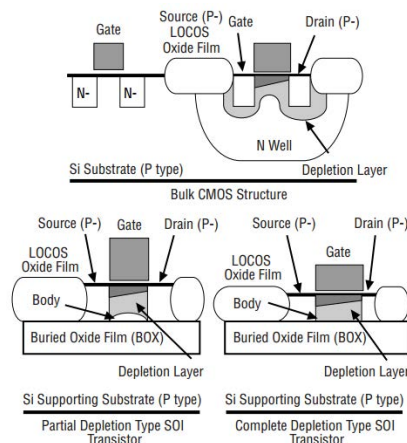 Gate
Source (P-)
LOCOS
Oxide Film
Gate
Drain (P-)
N-
N-
N Well
Si Substrate (P type)
Depletion Layer
Bulk CMOS Structure
Source (P-)
Gate
Drain (P-)
LOCOS
Oxide Film
Body
Buried Oxide Film (BOX)
Depletion Layer
Si Supporting Substrate (P type)
Partial Depletion Type SOI
Transistor
Source (P-)
Gate
Drain (P-)
LOCOS
Oxide Film
Body
Buried Oxide Film (BOX)
Depletion Layer
Si Supporting Substrate (P type)
Complete Depletion Type SOI
Transistor